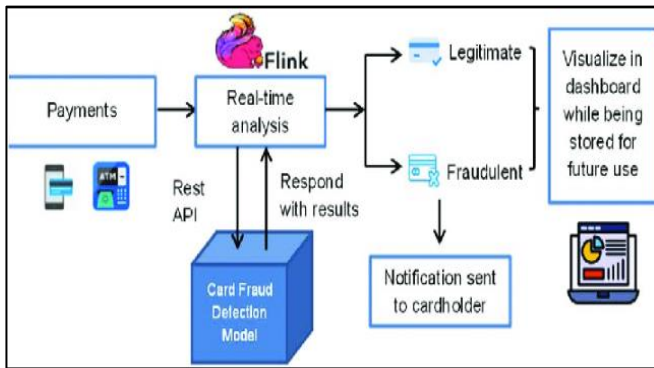 Flink
Payments
Real-time
analysis
Legitimate
Fraudulent
Visualize in
dashboard
while being
stored for
future use
ATM
Rest
API
Respond
with results
Card Fraud
Detection
Model
Notification sent
to cardholder